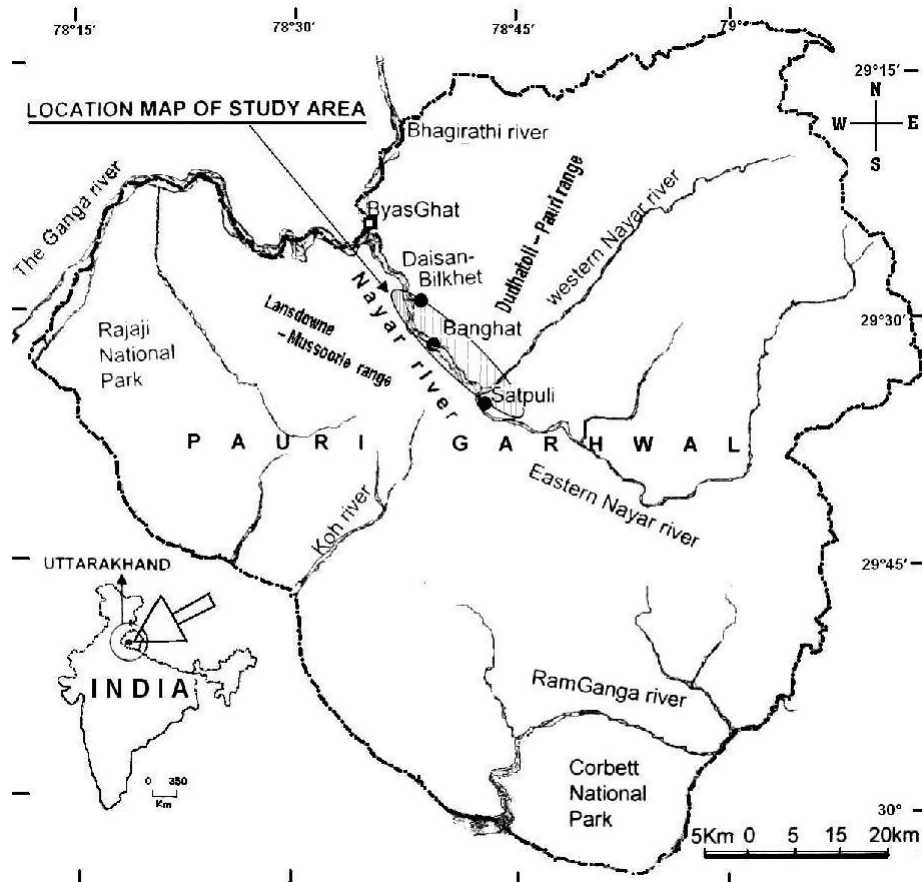 78°15′
78°30′
78°45′
79°
29°15′
N
W E
S
LOCATION MAP OF STUDY AREA
Bhagirathi river
The Ganga river
ByasGhat
Dudhatoli – Pauri range
western Nayar river
Daisan-
Bilkhet
Nayar river
Lansdowne
– Mussoorie range
Banghat
29°30′
Rajaji
National
Park
Satpuli
PAURI GARHWAL
Eastern Nayar river
Koh river
29°45′
UTTARAKHAND
INDIA
0 350
Km
RamGanga river
Corbett
National
Park
30°
5Km 0 5 15 20km